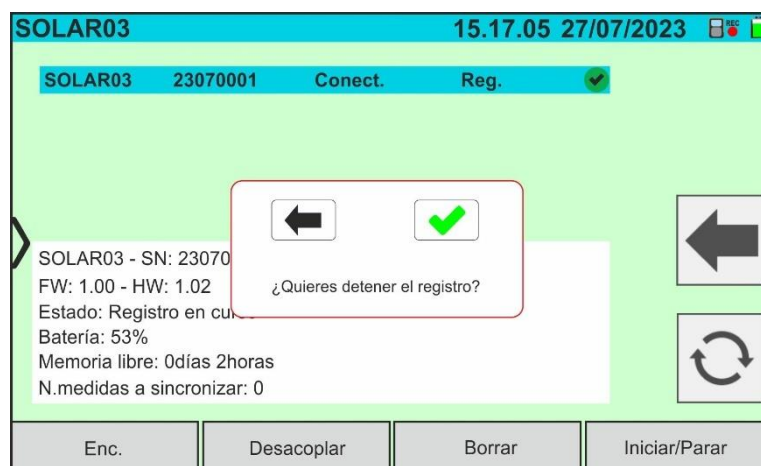 SOLAR03 15.17.05 27/07/2023 REC
SOLAR03 23070001 Conect. Reg.
SOLAR03 - SN: 23070
FW: 1.00 - HW: 1.02
¿Quieres detener el registro?
Estado: Registro en curso
Batería: 53%
Memoria libre: 0días 2horas
N.medidas a sincronizar: 0
Enc. Desacoplar Borrar Iniciar/Parar